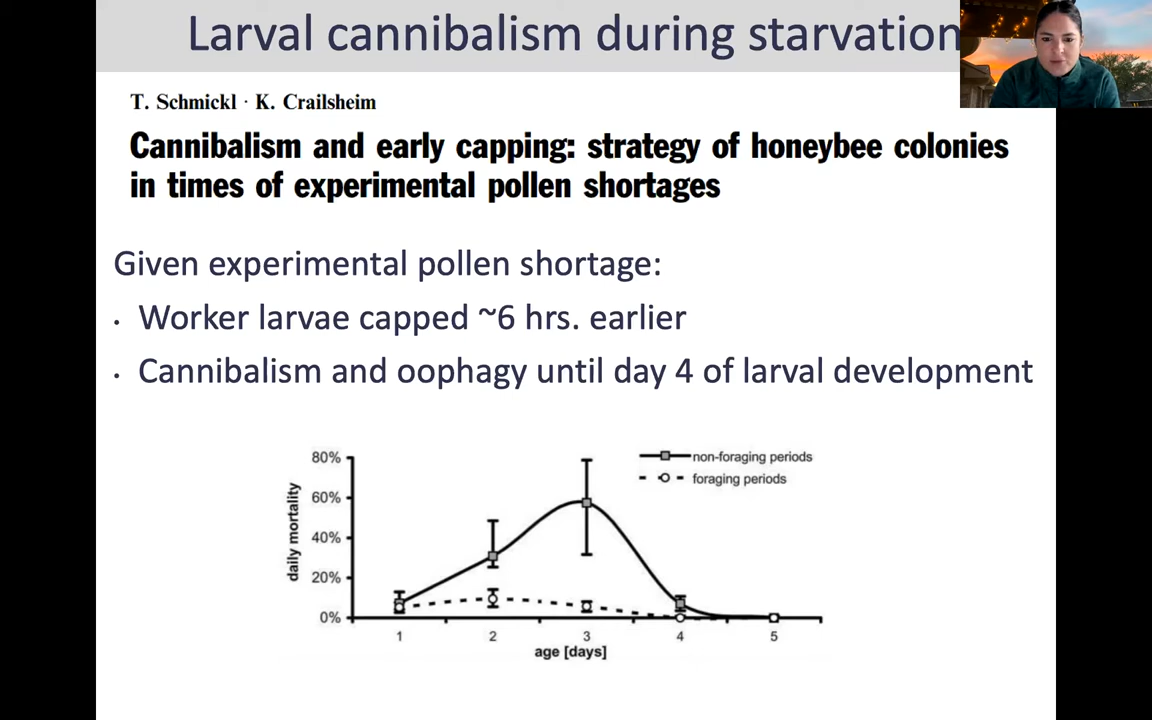 Larval cannibalism during starvation
T. Schmickl · K. Crailsheim
Cannibalism and early capping: strategy of honeybee colonies
in times of experimental pollen shortages
Given experimental pollen shortage:
· Worker larvae capped ~6 hrs. earlier
· Cannibalism and oophagy until day 4 of larval development
80%
60%
40%
20%
0%
daily mortality
non-foraging periods
foraging periods
1 2 3 4 5
age [days]